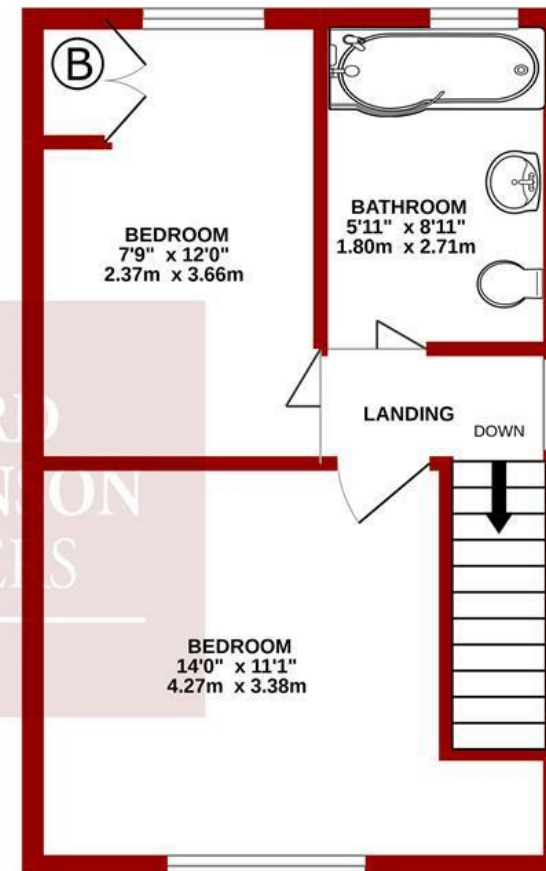 B
BEDROOM
7'9" x 12'0"
2.37m x 3.66m
BATHROOM
5'11" x 8'11"
1.80m x 2.71m
LANDING
DOWN
BEDROOM
14'0" x 11'1"
4.27m x 3.38m